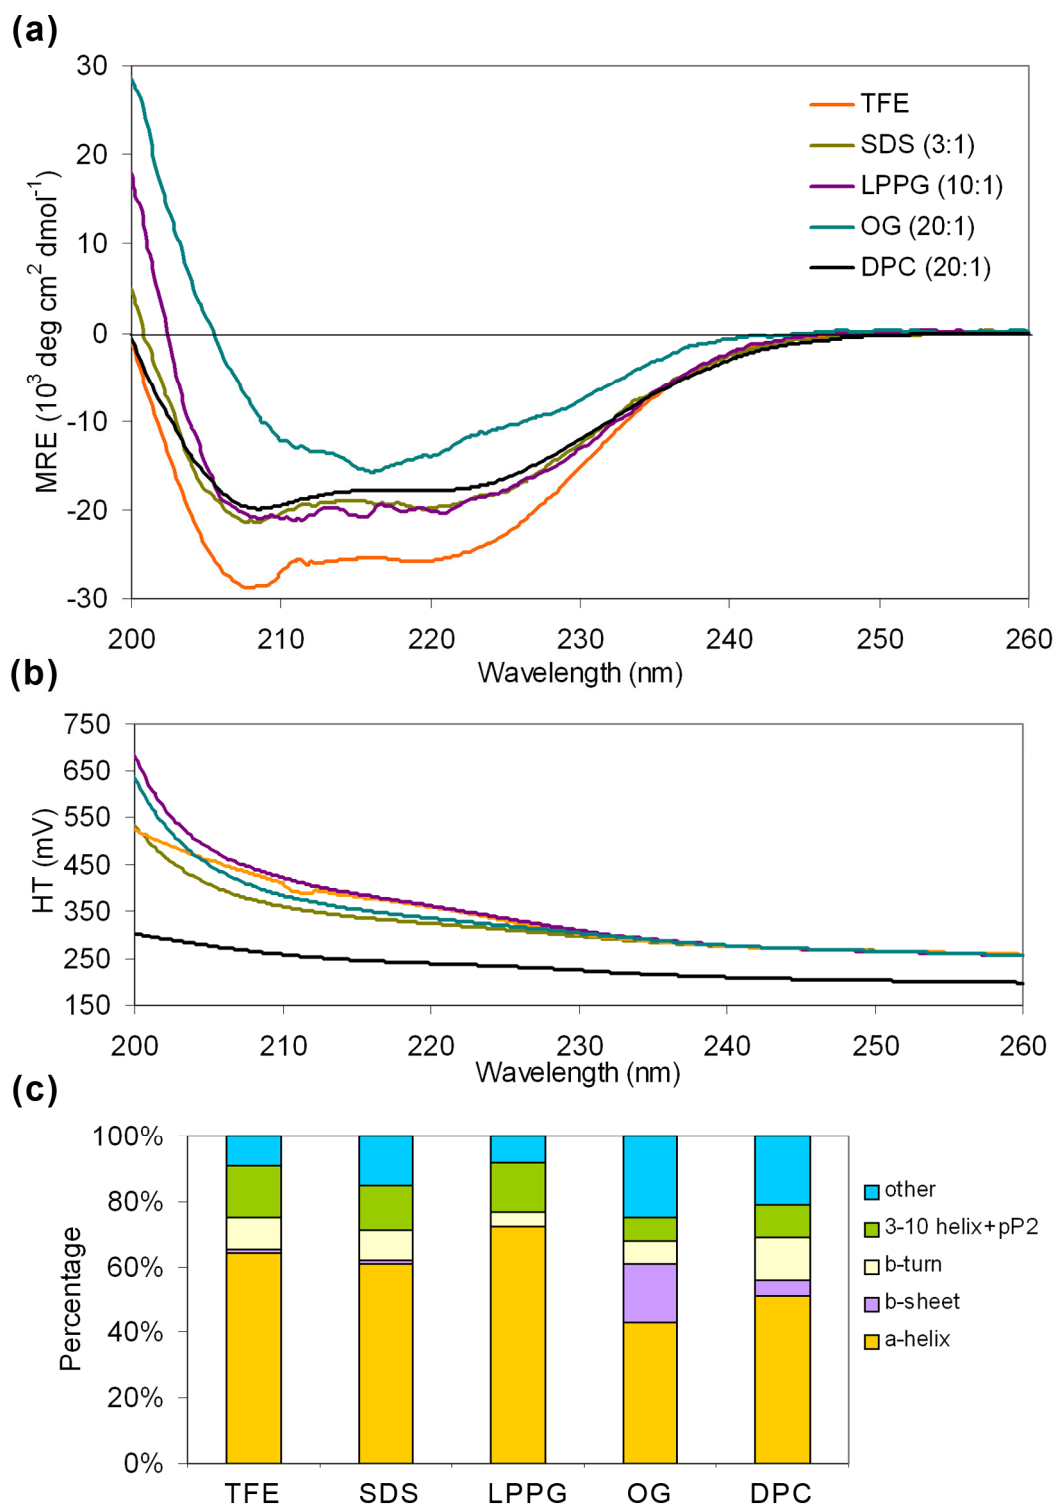 (a)
30
20
10
0
-10
-20
-30
MRE (10³ deg cm² dmol⁻¹)
TFE
SDS (3:1)
LPPG (10:1)
OG (20:1)
DPC (20:1)
200 210 220 230 240 250 260
Wavelength (nm)
(b)
750
650
550
450
350
250
150
HT (mV)
200 210 220 230 240 250 260
Wavelength (nm)
(c)
100%
80%
60%
40%
20%
0%
Percentage
other
3-10 helix+pP2
b-turn
b-sheet
a-helix
TFE SDS LPPG OG DPC